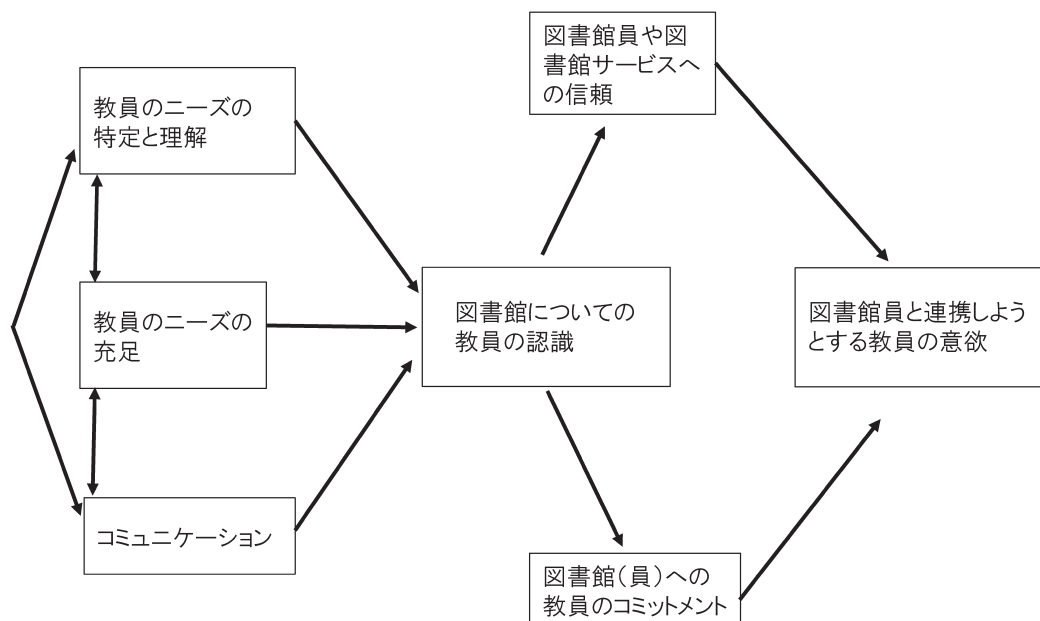 図書館員や図
書館サービスへ
の信頼
教員のニーズの
特定と理解
教員のニーズの
充足
図書館についての
教員の認識
図書館員と連携しよう
とする教員の意欲
コミュニケーション
図書館（員）への
教員のコミットメント